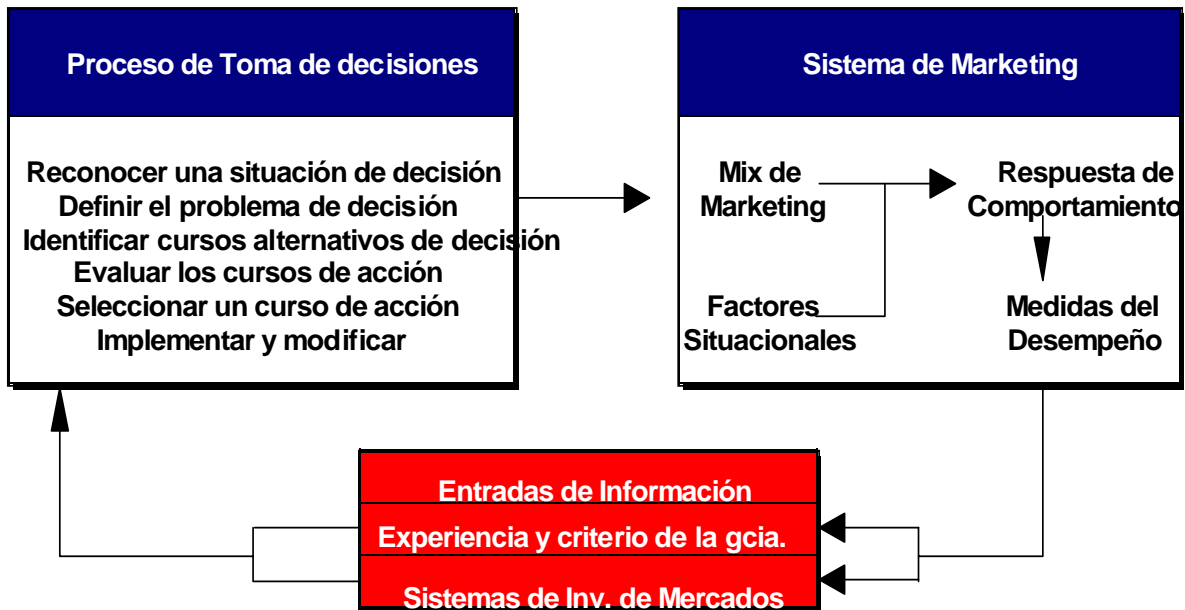 Proceso de Toma de decisiones
Reconocer una situación de decisión
Definir el problema de decisión
Identificar cursos alternativos de decisión
Evaluar los cursos de acción
Seleccionar un curso de acción
Implementar y modificar
Sistema de Marketing
Mix de
Marketing
Respuesta de
Comportamiento
Factores
Situacionales
Medidas del
Desempeño
Entradas de Información
Experiencia y criterio de la gcia.
Sistemas de Inv. de Mercados